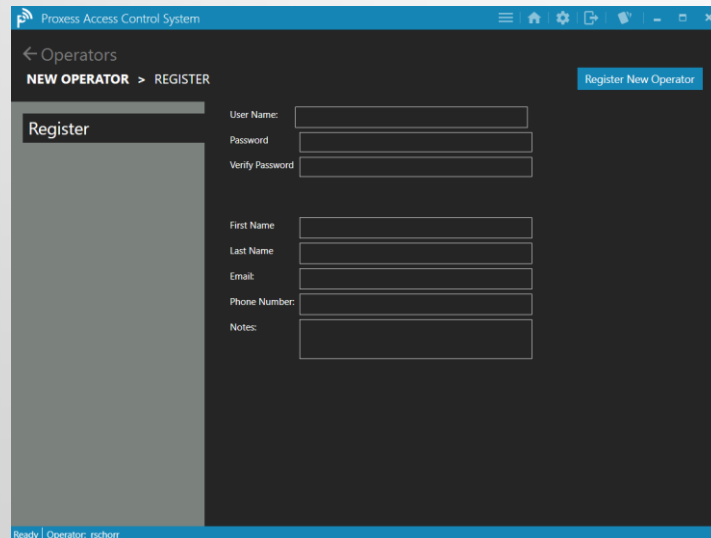 Proxess Access Control System
Operators
NEW OPERATOR > REGISTER
Register New Operator
Register
User Name:
Password
Verify Password
First Name
Last Name
Email:
Phone Number:
Notes:
Ready Operator: rschorr